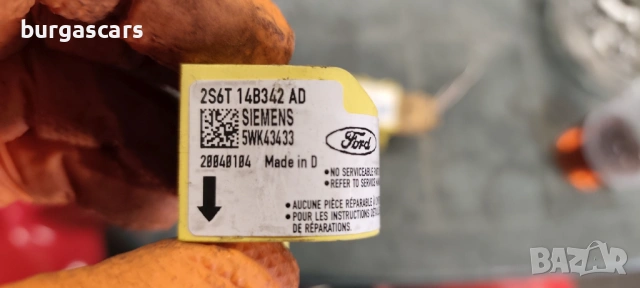 burgascars
2S6T 14B342 AD
SIEMENS
5WK43433
20040104 Made in D
Ford
•NO SERVICEABLE
•REFER TO SERVICE
•AUCUNE PIÈCE RÉPARABLE
•POUR LES INSTRUCTIONS
DE RÉPARATIONS.
BAZAR